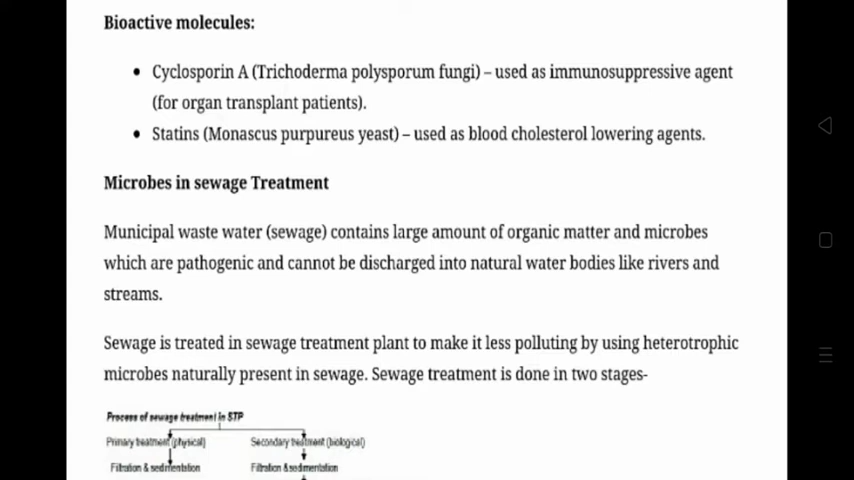 Bioactive molecules:
• Cyclosporin A (Trichoderma polysporum fungi) – used as immunosuppressive agent
(for organ transplant patients).
• Statins (Monascus purpureus yeast) – used as blood cholesterol lowering agents.
Microbes in sewage Treatment
Municipal waste water (sewage) contains large amount of organic matter and microbes
which are pathogenic and cannot be discharged into natural water bodies like rivers and
streams.
Sewage is treated in sewage treatment plant to make it less polluting by using heterotrophic
microbes naturally present in sewage. Sewage treatment is done in two stages-
Process of sewage treatment in STP
Primary treatment (physical) Secondary treatment (biological)
Filtration & sedimentation Filtration & sedimentation